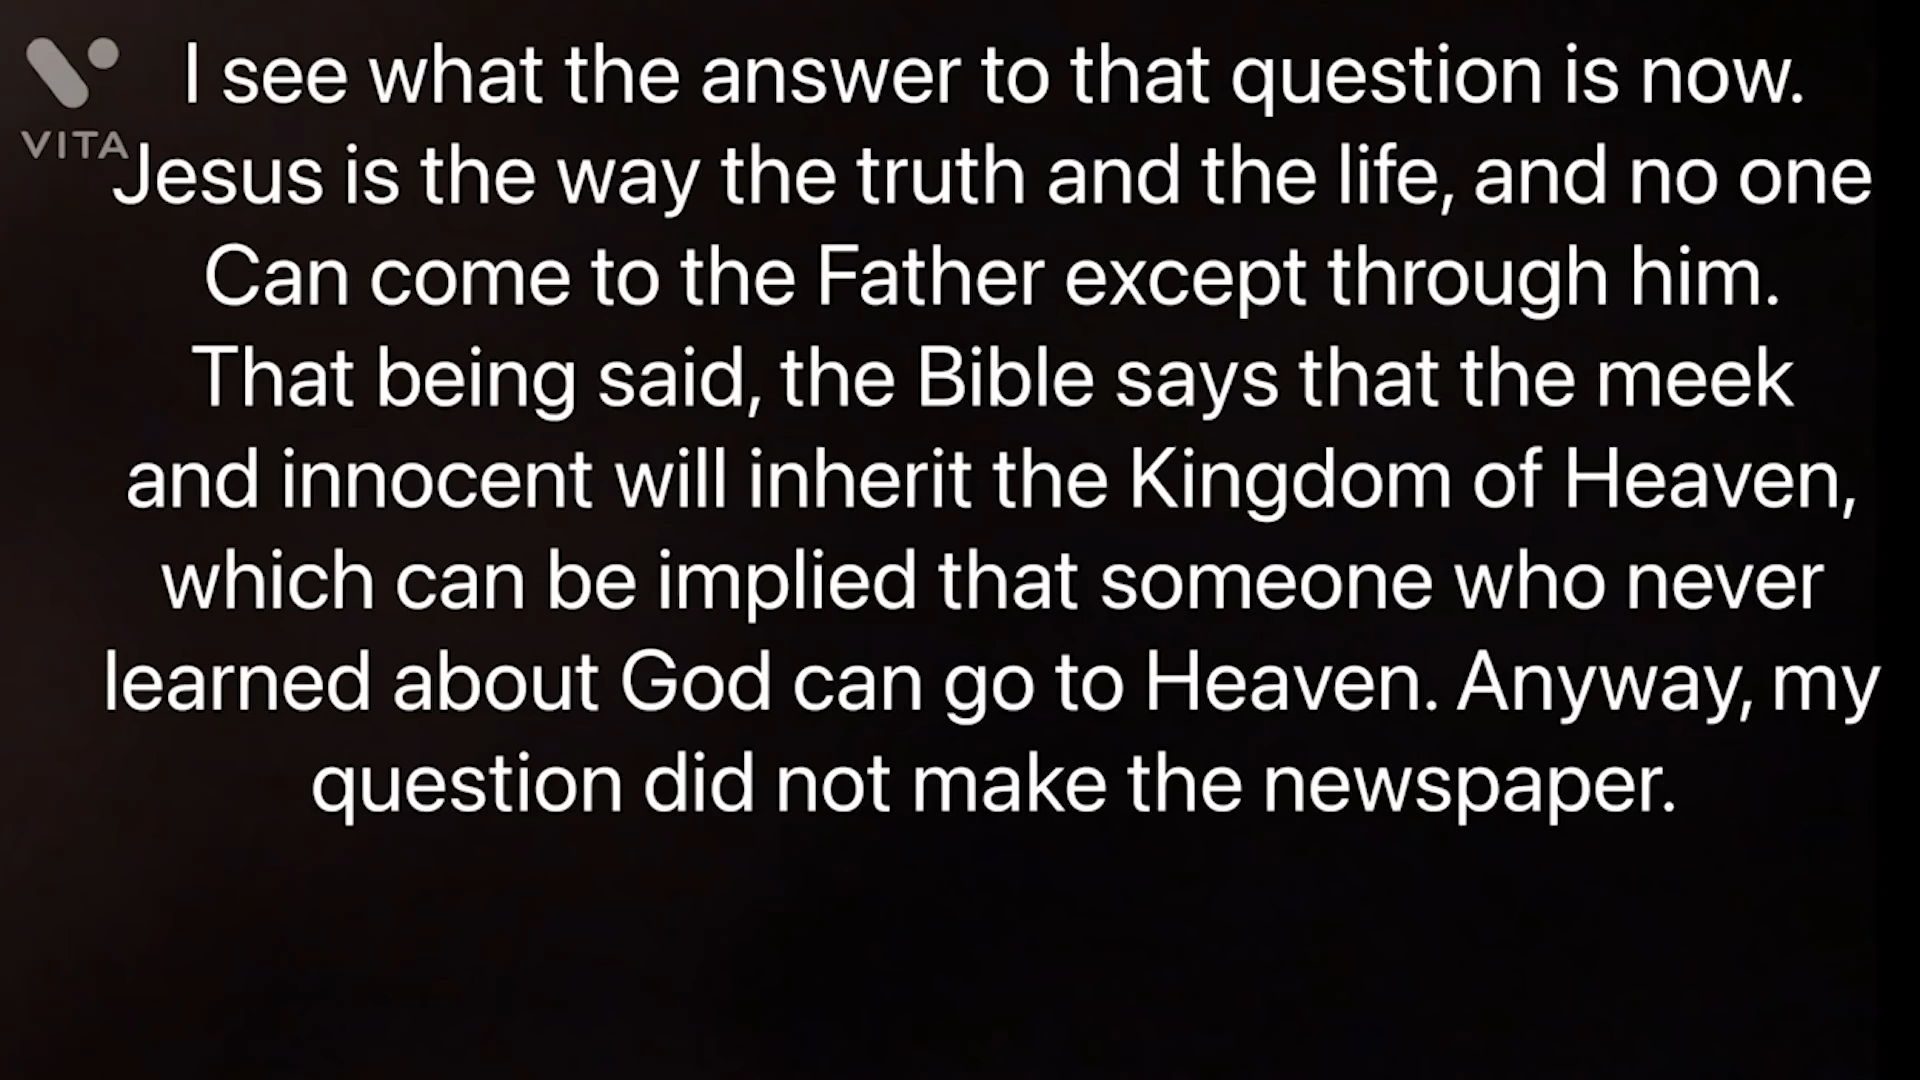 VITA
I see what the answer to that question is now.
Jesus is the way the truth and the life, and no one
Can come to the Father except through him.
That being said, the Bible says that the meek
and innocent will inherit the Kingdom of Heaven,
which can be implied that someone who never
learned about God can go to Heaven. Anyway, my
question did not make the newspaper.